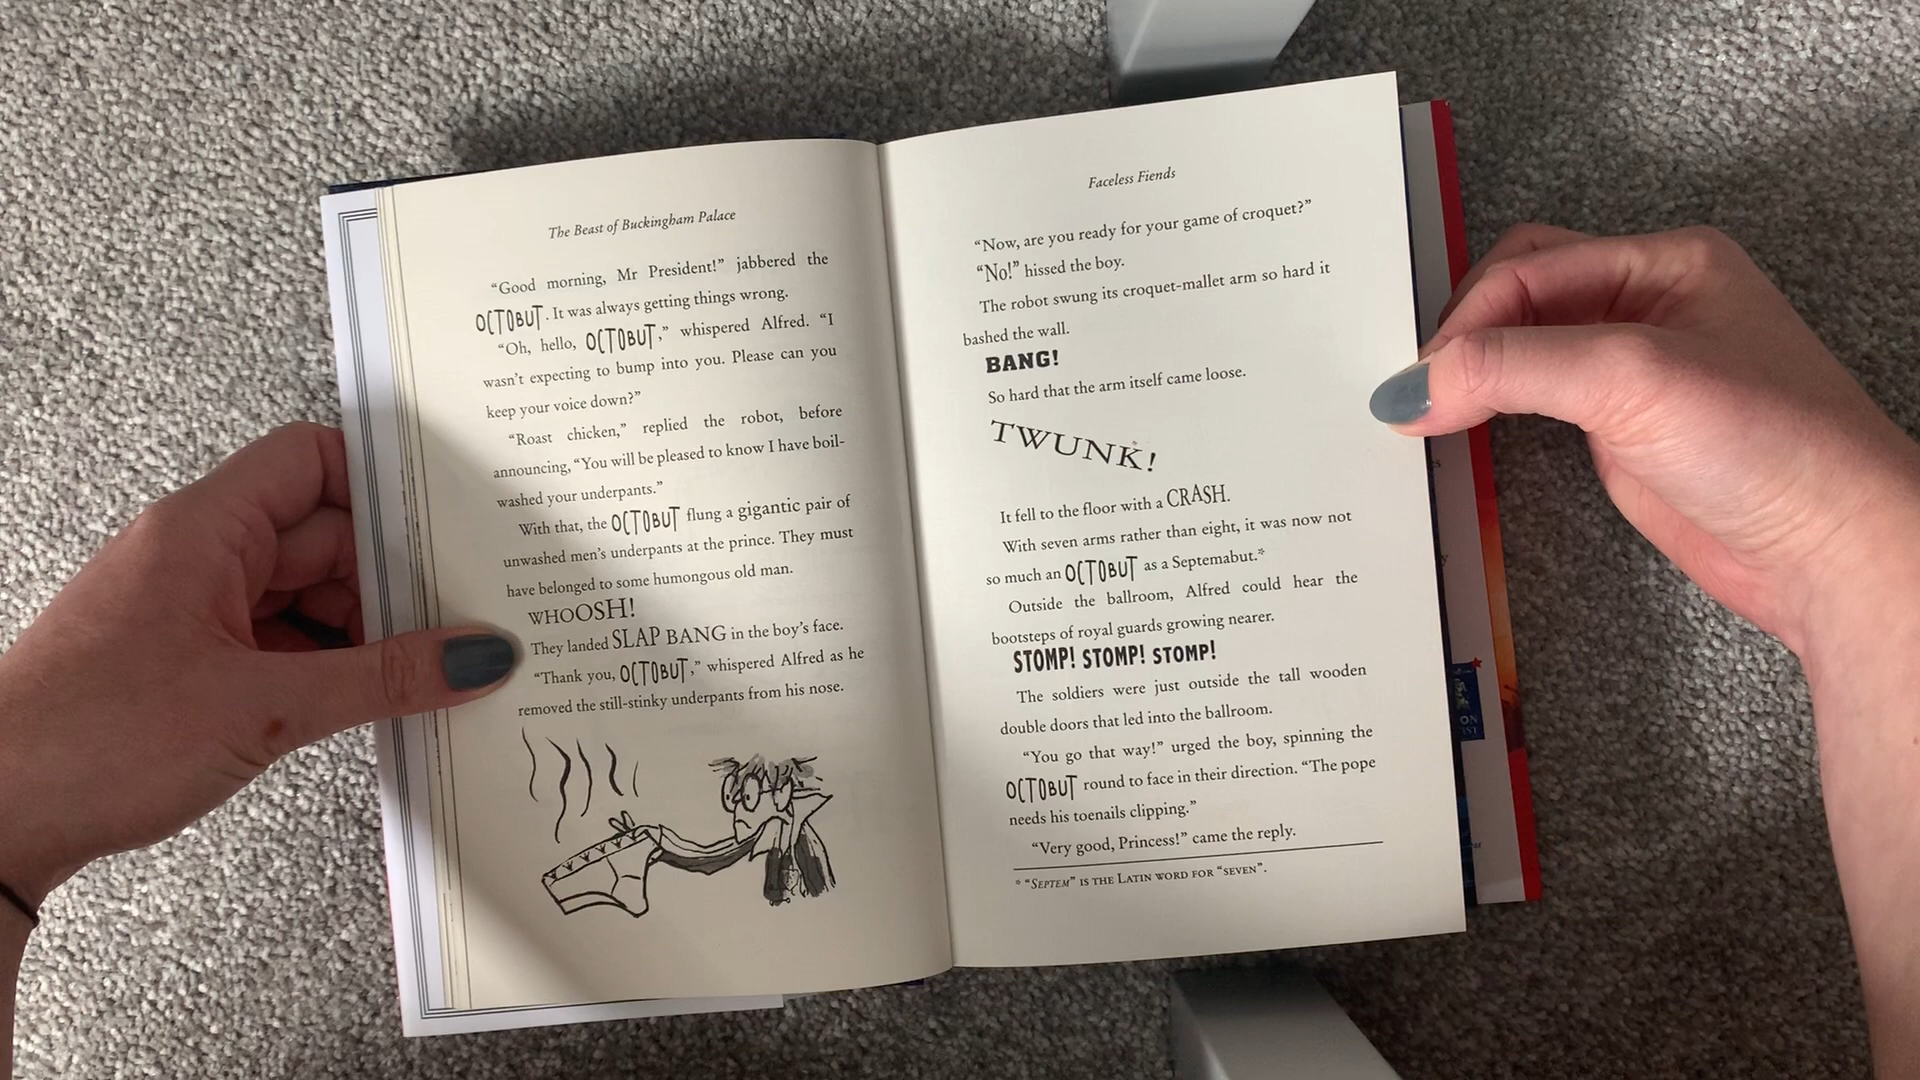 The Beast of Buckingham Palace
“Good morning, Mr President!” jabbered the
OCTOBUT. It was always getting things wrong.
“Oh, hello, OCTOBUT,” whispered Alfred. “I
wasn’t expecting to bump into you. Please can you
keep your voice down?”
“Roast chicken,” replied the robot, before
announcing, “You will be pleased to know I have boil-
washed your underpants.”
With that, the OCTOBUT flung a gigantic pair of
unwashed men’s underpants at the prince. They must
have belonged to some humongous old man.
WHOOSH!
They landed SLAP BANG in the boy’s face.
“Thank you, OCTOBUT,” whispered Alfred as he
removed the still-stinky underpants from his nose.
Faceless Fiends
“Now, are you ready for your game of croquet?”
“No!” hissed the boy.
The robot swung its croquet-mallet arm so hard it
bashed the wall.
BANG!
So hard that the arm itself came loose.
TWUNK!
It fell to the floor with a CRASH.
With seven arms rather than eight, it was now not
so much an OCTOBUT as a Septemabut.*
Outside the ballroom, Alfred could hear the
bootsteps of royal guards growing nearer.
STOMP! STOMP! STOMP!
The soldiers were just outside the tall wooden
double doors that led into the ballroom.
“You go that way!” urged the boy, spinning the
OCTOBUT round to face in their direction. “The pope
needs his toenails clipping.”
“Very good, Princess!” came the reply.
* “Septem” is the Latin word for “seven”.